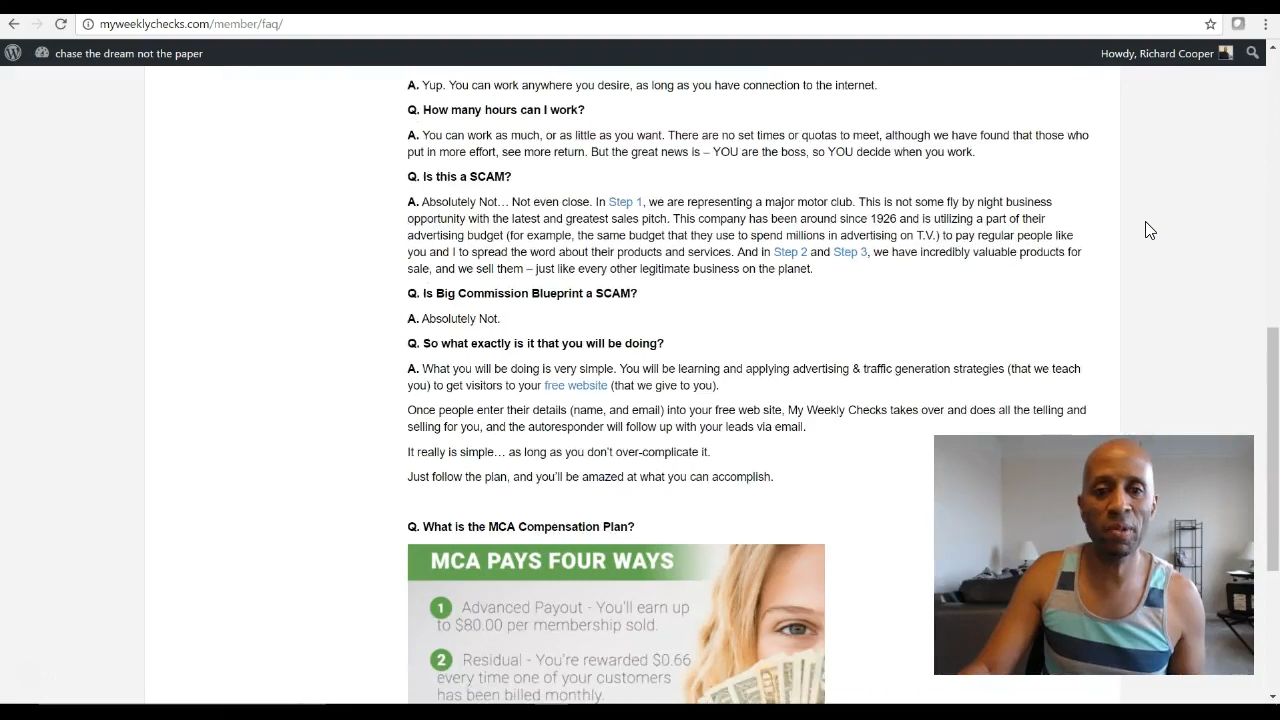 myweeklychecks.com/member/faq/
chase the dream not the paper
Howdy, Richard Cooper
A. Yup. You can work anywhere you desire, as long as you have connection to the internet.
Q. How many hours can I work?
A. You can work as much, or as little as you want. There are no set times or quotas to meet, although we have found that those who
put in more effort, see more return. But the great news is – YOU are the boss, so YOU decide when you work.
Q. Is this a SCAM?
A. Absolutely Not… Not even close. In Step 1, we are representing a major motor club. This is not some fly by night business
opportunity with the latest and greatest sales pitch. This company has been around since 1926 and is utilizing a part of their
advertising budget (for example, the same budget that they use to spend millions in advertising on T.V.) to pay regular people like
you and I to spread the word about their products and services. And in Step 2 and Step 3, we have incredibly valuable products for
sale, and we sell them – just like every other legitimate business on the planet.
Q. Is Big Commission Blueprint a SCAM?
A. Absolutely Not.
Q. So what exactly is it that you will be doing?
A. What you will be doing is very simple. You will be learning and applying advertising & traffic generation strategies (that we teach
you) to get visitors to your free website (that we give to you).
Once people enter their details (name, and email) into your free web site, My Weekly Checks takes over and does all the telling and
selling for you, and the autoresponder will follow up with your leads via email.
It really is simple… as long as you don't over-complicate it.
Just follow the plan, and you'll be amazed at what you can accomplish.
Q. What is the MCA Compensation Plan?
MCA PAYS FOUR WAYS
1 Advanced Payout - You'll earn up
to $80.00 per membership sold.
2 Residual - You're rewarded $0.66
every time one of your customers
has been billed monthly.